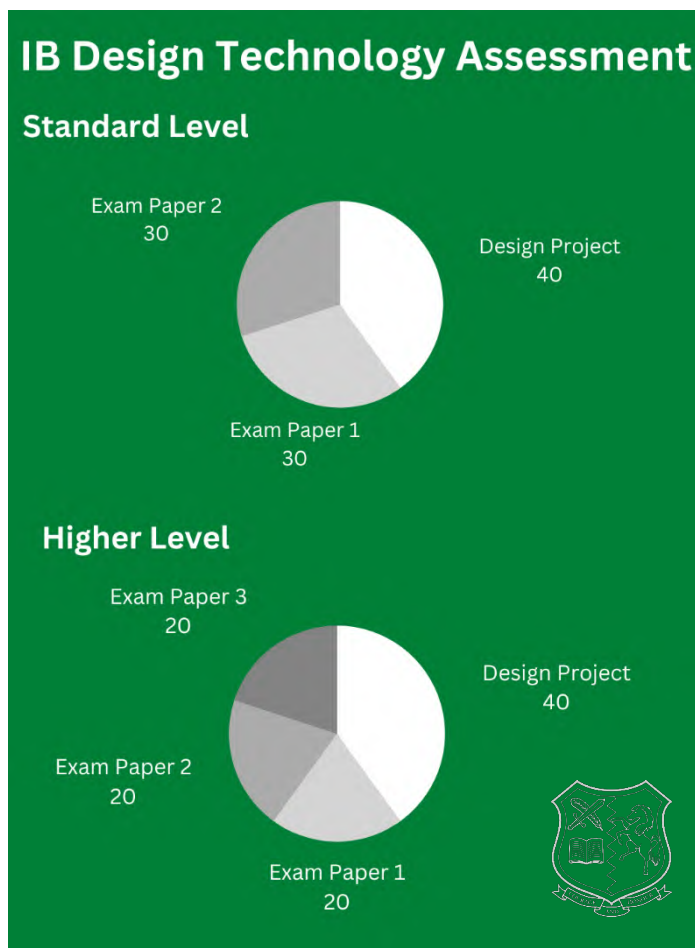 IB Design Technology Assessment
Standard Level
Exam Paper 2
30
Design Project
40
Exam Paper 1
30
Higher Level
Exam Paper 3
20
Design Project
40
Exam Paper 2
20
Exam Paper 1
20